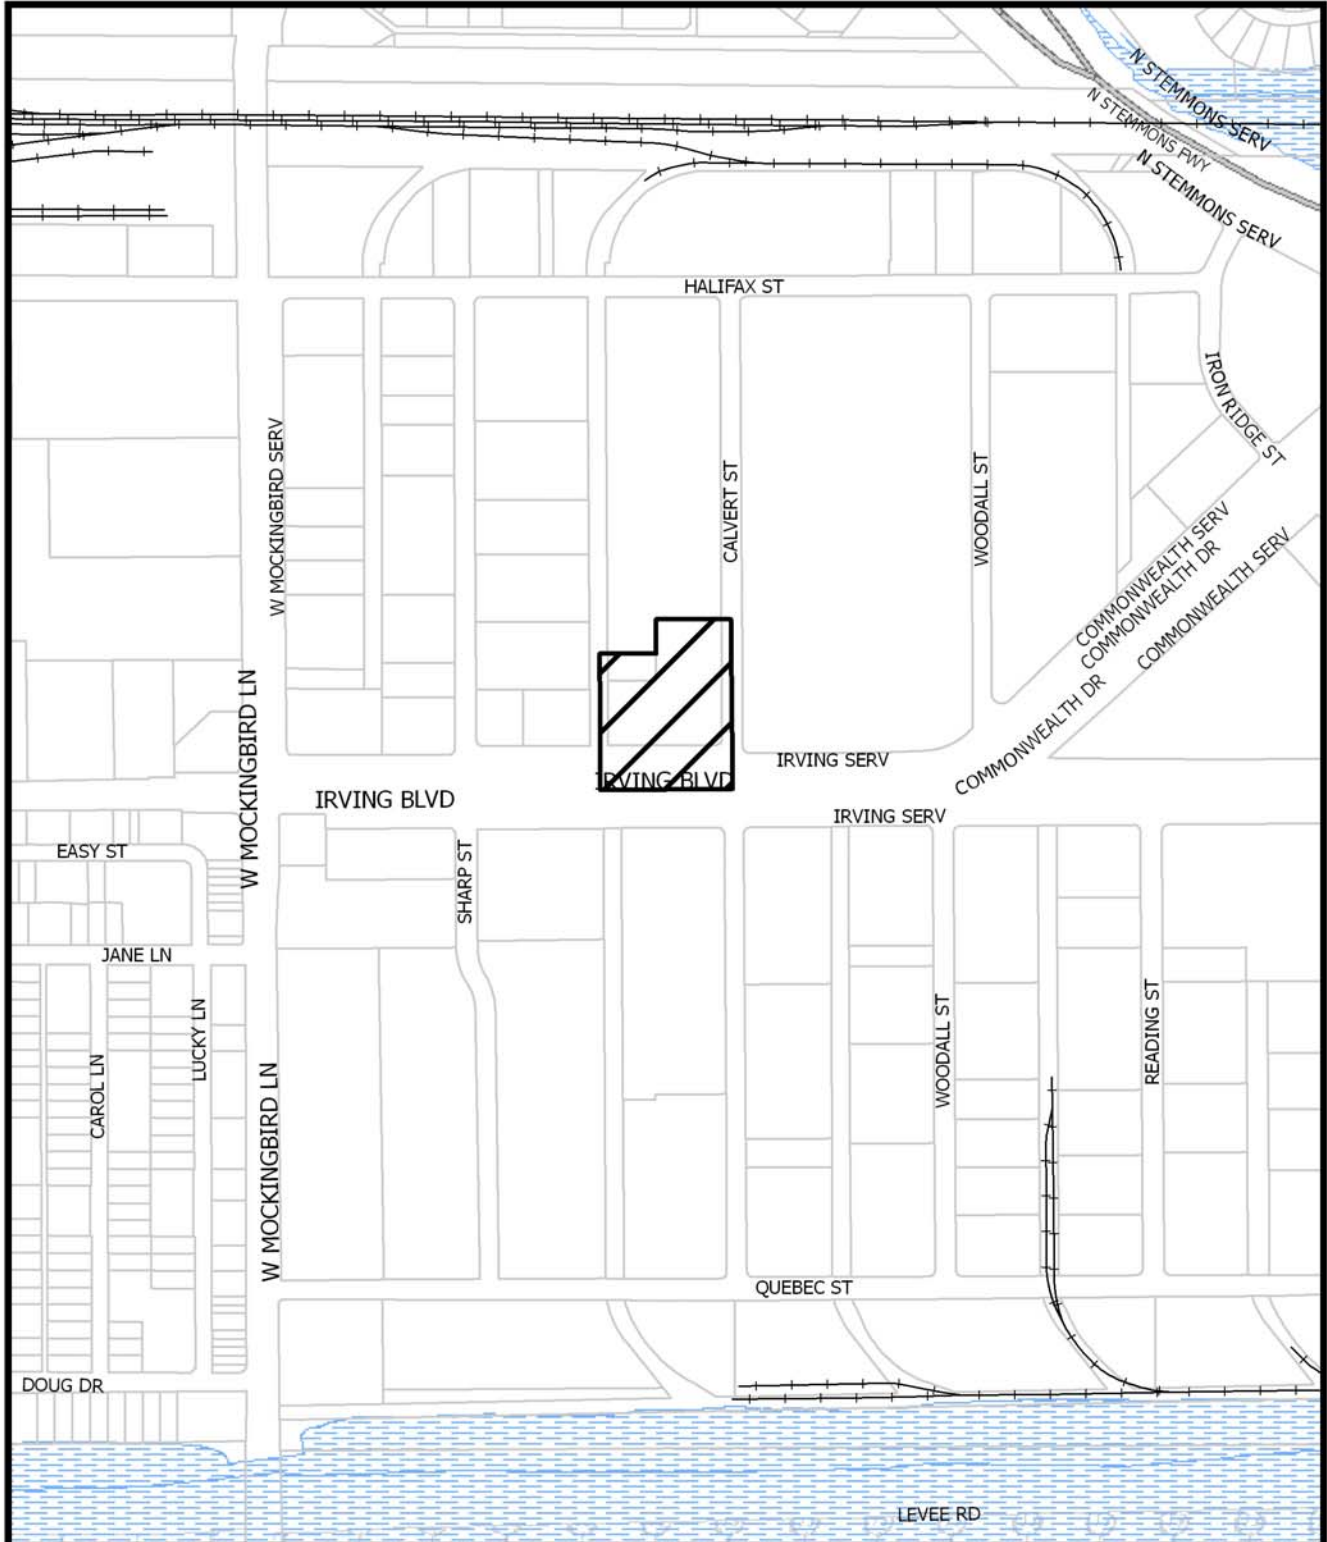 N STEMMONS SERV
N STEMMONS FWY
N STEMMONS SERV
HALIFAX ST
IRON RIDGE ST
W MOCKINGBIRD SERV
CALVERT ST
WOODALL ST
COMMONWEALTH SERV
COMMONWEALTH DR
COMMONWEALTH SERV
COMMONWEALTH DR
W MOCKINGBIRD LN
IRVING SERV
IRVING BLVD
IRVING BLVD
IRVING SERV
EASY ST
SHARP ST
JANE LN
LUCKY LN
CAROL LN
WOODALL ST
READING ST
W MOCKINGBIRD LN
QUEBEC ST
DOUG DR
LEVEE RD